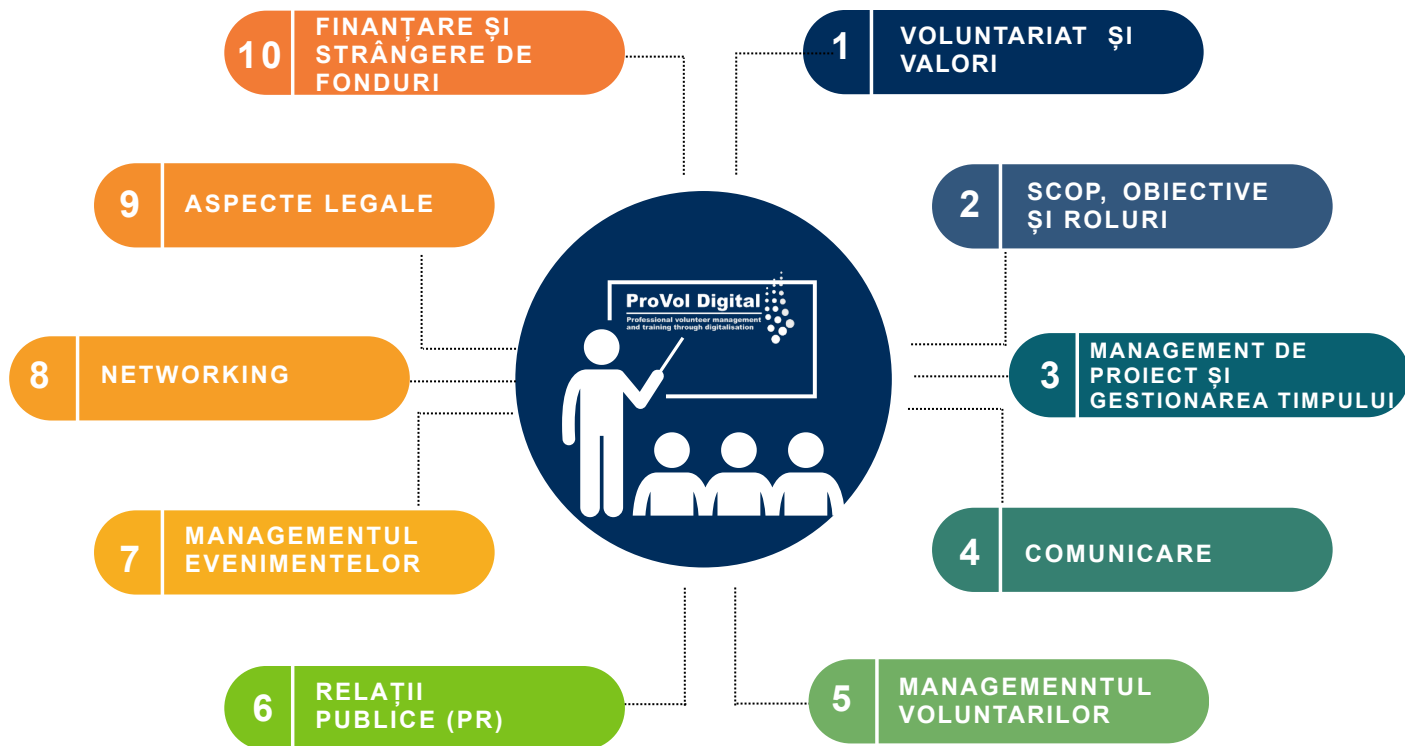 10
FINANȚARE ȘI
STRÂNGERE DE
FONDURI
1
VOLUNTARIAT ȘI
VALORI
9
ASPECTE LEGALE
2
SCOP, OBIECTIVE
ȘI ROLURI
ProVol Digital
Professional volunteer management
and training through digitalisation
8
NETWORKING
3
MANAGEMENT DE
PROIECT ȘI
GESTIONAREA TIMPULUI
7
MANAGEMENTUL
EVENIMENTELOR
4
COMUNICARE
6
RELAȚII
PUBLICE (PR)
5
MANAGEMENNTUL
VOLUNTARILOR